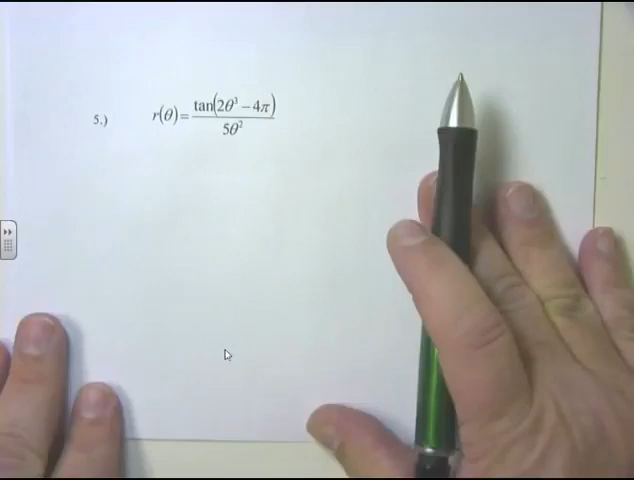 5.) r(θ)= tan(2θ³ – 4π) / 5θ²